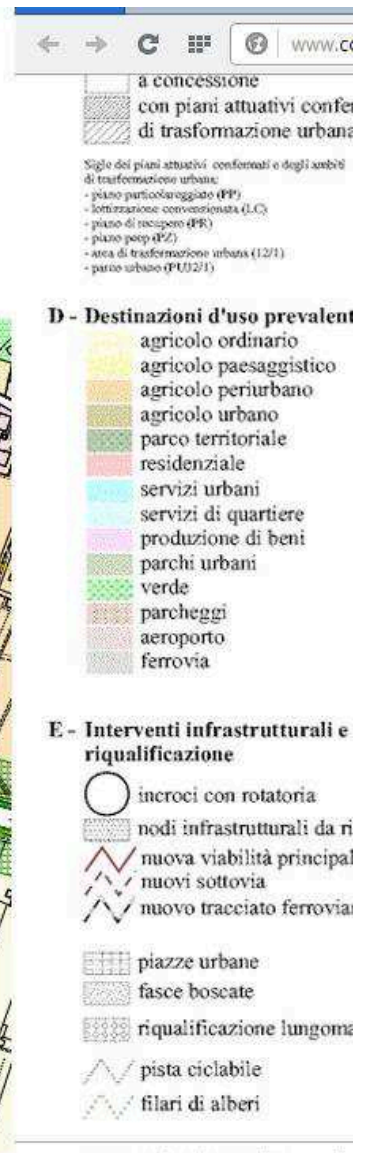 www.co
a concessione
con piani attuativi confer
di trasformazione urbana
Sigle dei piani attuativi conformati e degli ambiti
di trasformazione urbana:
- piano particolareggiato (PP)
- lottizzazione convenzionata (LC)
- piano di recupero (PR)
- piano peep (PZ)
- area di trasformazione urbana (12/1)
- parco urbano (PU12/1)
D - Destinazioni d'uso prevalent
agricolo ordinario
agricolo paesaggistico
agricolo periurbano
agricolo urbano
parco territoriale
residenziale
servizi urbani
servizi di quartiere
produzione di beni
parchi urbani
verde
parcheggi
aeroporto
ferrovia
E - Interventi infrastrutturali e
riqualificazione
incroci con rotatoria
nodi infrastrutturali da ri
nuova viabilità principal
nuovi sottovia
nuovo tracciato ferrovia
piazze urbane
fasce boscate
riqualificazione lungoma
pista ciclabile
filari di alberi